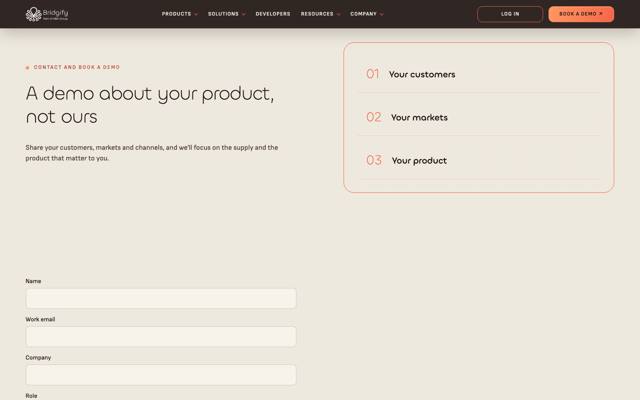 Bridgify
PRODUCTS
SOLUTIONS
DEVELOPERS
RESOURCES
COMPANY
LOG IN
BOOK A DEMO ↗
CONTACT AND BOOK A DEMO
A demo about your product,
not ours
Share your customers, markets and channels, and we'll focus on the supply and the
product that matter to you.
01 Your customers
02 Your markets
03 Your product
Name
Work email
Company
Role